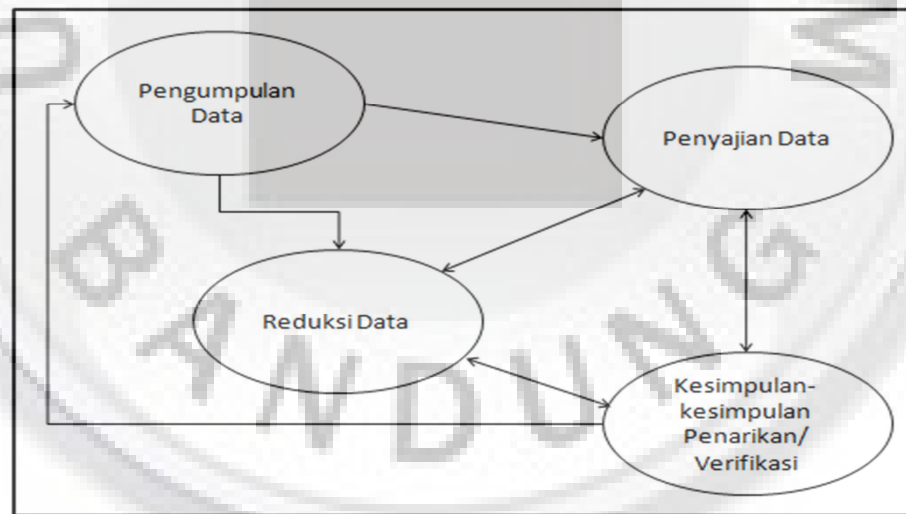 Pengumpulan
Data
Penyajian Data
Reduksi Data
Kesimpulan-
kesimpulan
Penarikan/
Verifikasi
BANDUNG